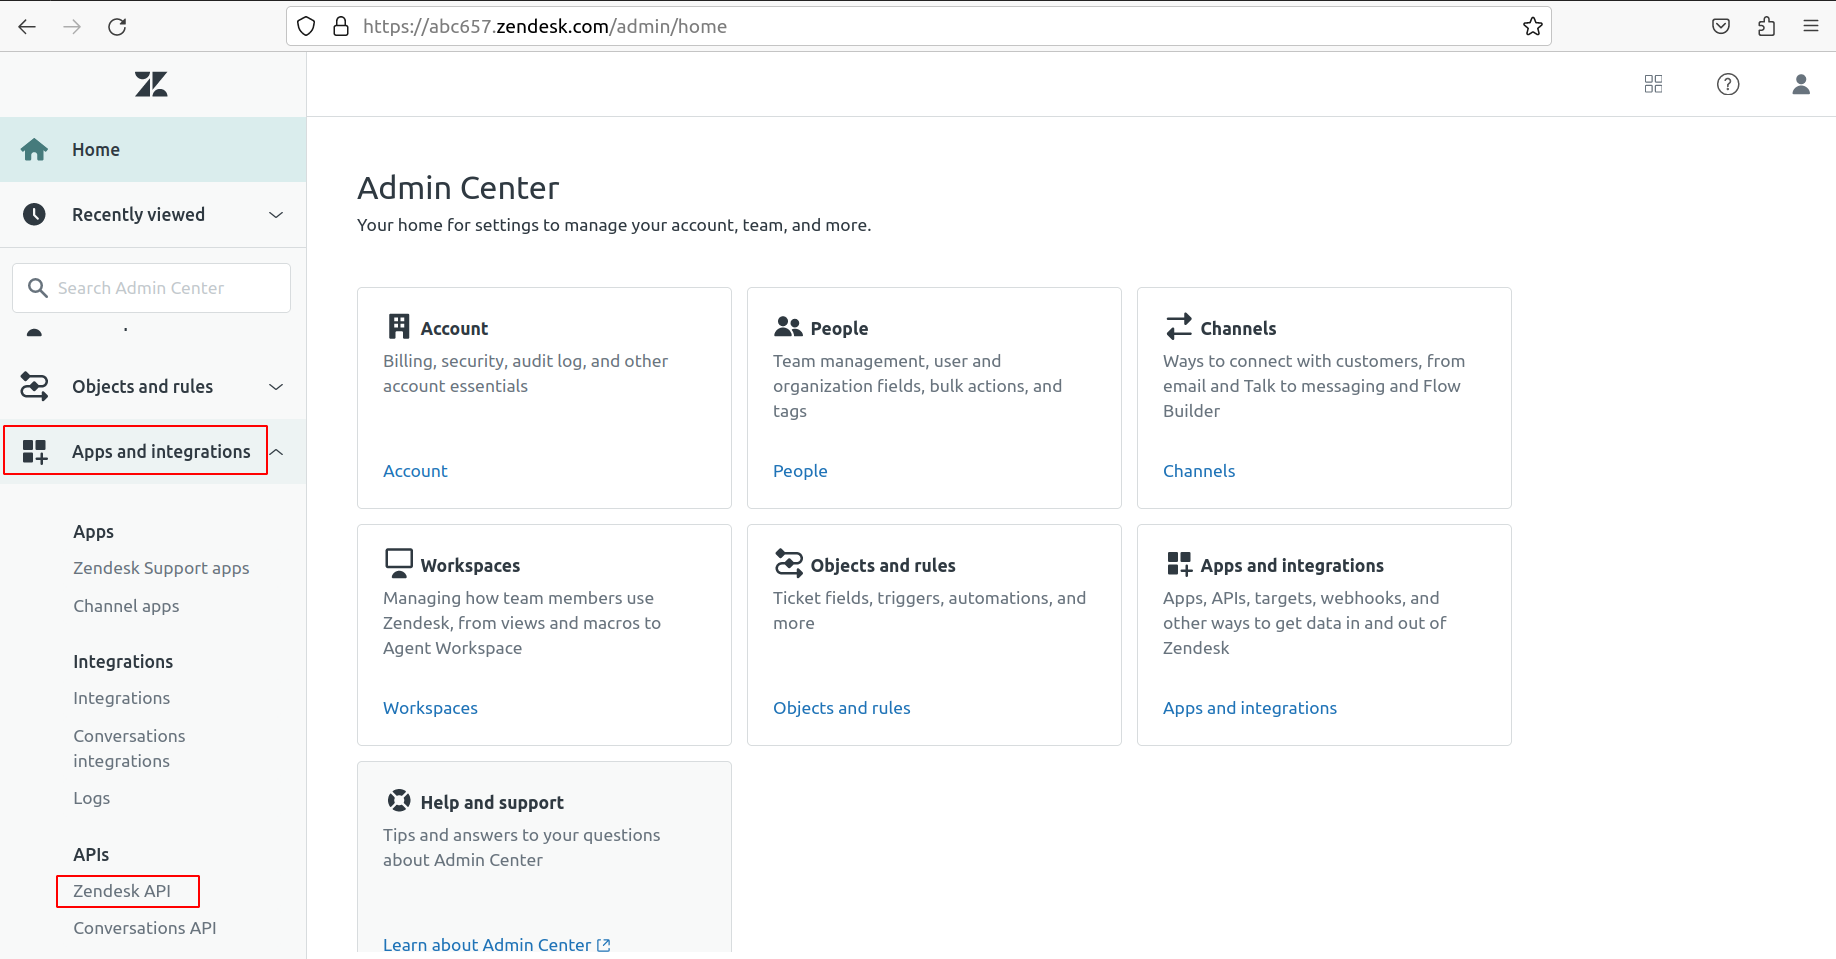 https://abc657.zendesk.com/admin/home
Home
Recently viewed
Search Admin Center
Objects and rules
Apps and integrations
Apps
Zendesk Support apps
Channel apps
Integrations
Integrations
Conversations
integrations
Logs
APIs
Zendesk API
Conversations API
Admin Center
Your home for settings to manage your account, team, and more.
Account
Billing, security, audit log, and other
account essentials
Account
People
Team management, user and
organization fields, bulk actions, and
tags
People
Channels
Ways to connect with customers, from
email and Talk to messaging and Flow
Builder
Channels
Workspaces
Managing how team members use
Zendesk, from views and macros to
Agent Workspace
Workspaces
Objects and rules
Ticket fields, triggers, automations, and
more
Objects and rules
Apps and integrations
Apps, APIs, targets, webhooks, and
other ways to get data in and out of
Zendesk
Apps and integrations
Help and support
Tips and answers to your questions
about Admin Center
Learn about Admin Center